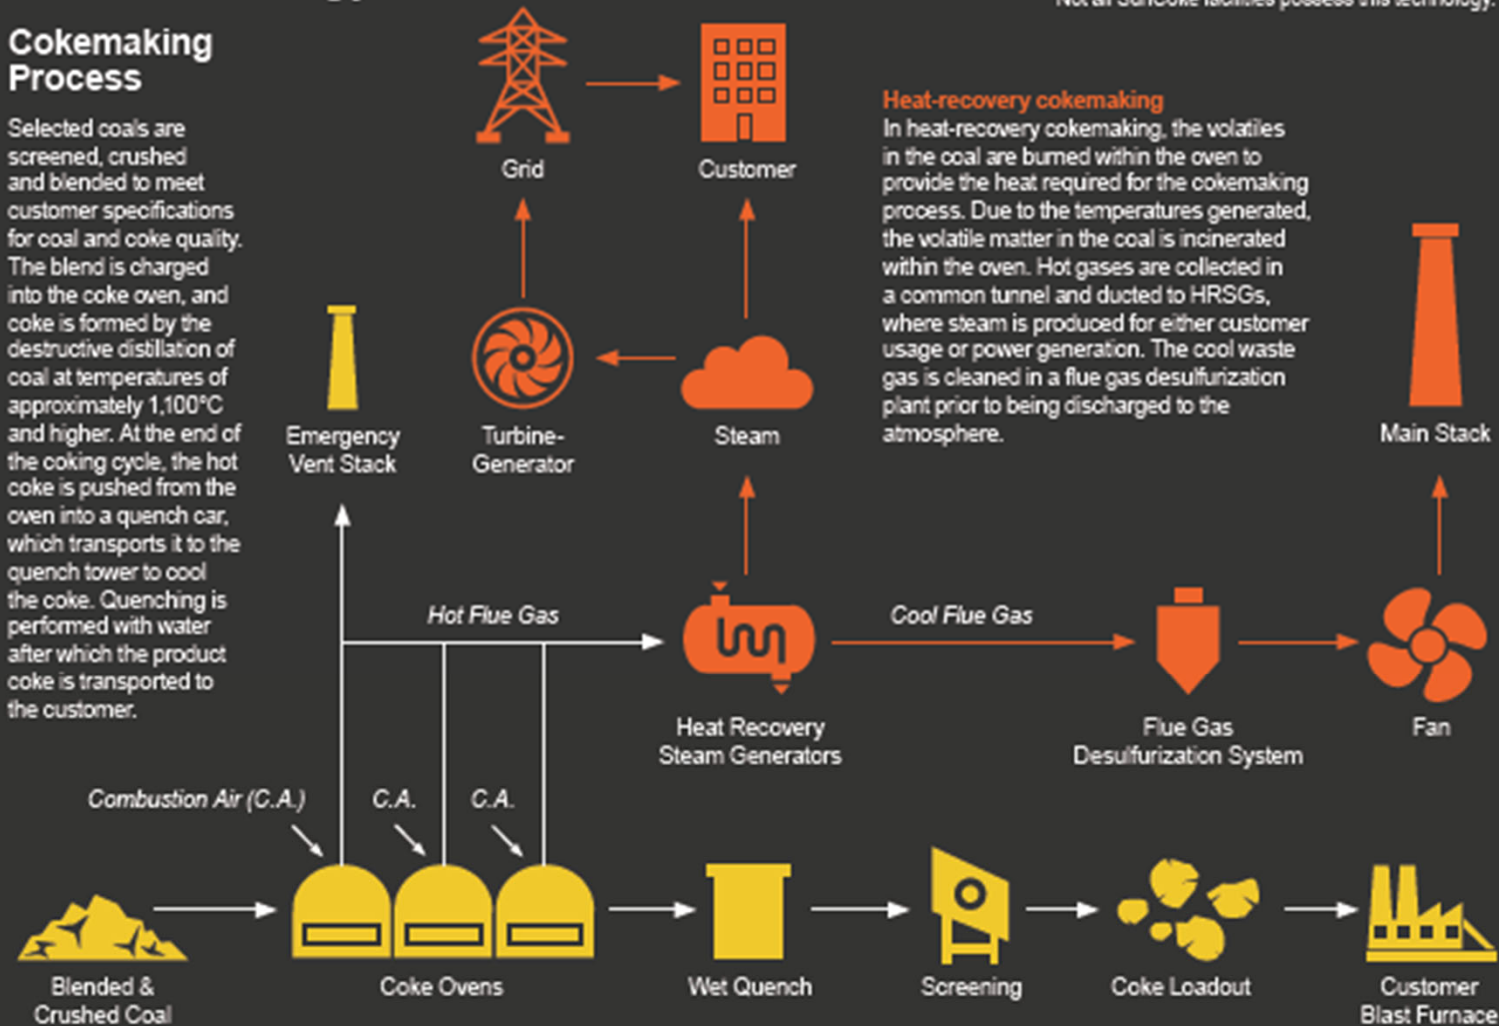 Not all SunCoke facilities possess this technology.
Cokemaking
Process
Selected coals are
screened, crushed
and blended to meet
customer specifications
for coal and coke quality.
The blend is charged
into the coke oven, and
coke is formed by the
destructive distillation of
coal at temperatures of
approximately 1,100°C
and higher. At the end of
the coking cycle, the hot
coke is pushed from the
oven into a quench car,
which transports it to the
quench tower to cool
the coke. Quenching is
performed with water
after which the product
coke is transported to
the customer.
Grid
Customer
Heat-recovery cokemaking
In heat-recovery cokemaking, the volatiles
in the coal are burned within the oven to
provide the heat required for the cokemaking
process. Due to the temperatures generated,
the volatile matter in the coal is incinerated
within the oven. Hot gases are collected in
a common tunnel and ducted to HRSGs,
where steam is produced for either customer
usage or power generation. The cool waste
gas is cleaned in a flue gas desulfurization
plant prior to being discharged to the
atmosphere.
Emergency
Vent Stack
Turbine-
Generator
Steam
Main Stack
Hot Flue Gas
Cool Flue Gas
Heat Recovery
Steam Generators
Flue Gas
Desulfurization System
Fan
Combustion Air (C.A.)
C.A.
C.A.
Blended &
Crushed Coal
Coke Ovens
Wet Quench
Screening
Coke Loadout
Customer
Blast Furnace